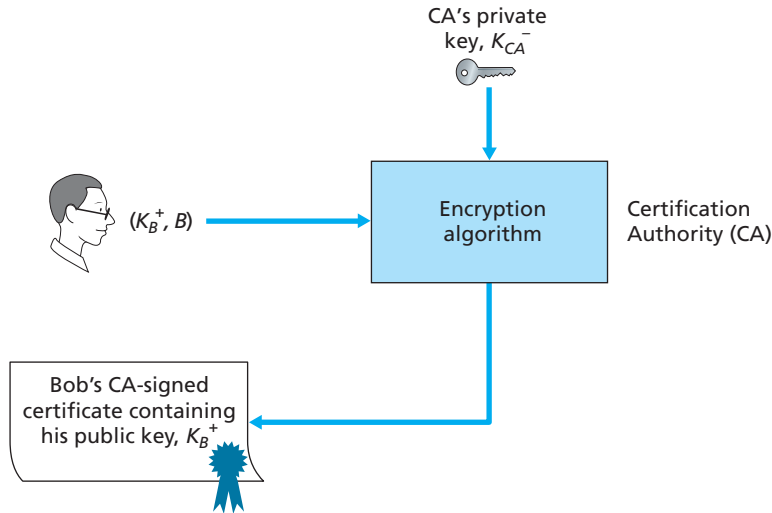 CA's private
key, K_CA^−
(K_B^+, B)
Encryption
algorithm
Certification
Authority (CA)
Bob's CA-signed
certificate containing
his public key, K_B^+